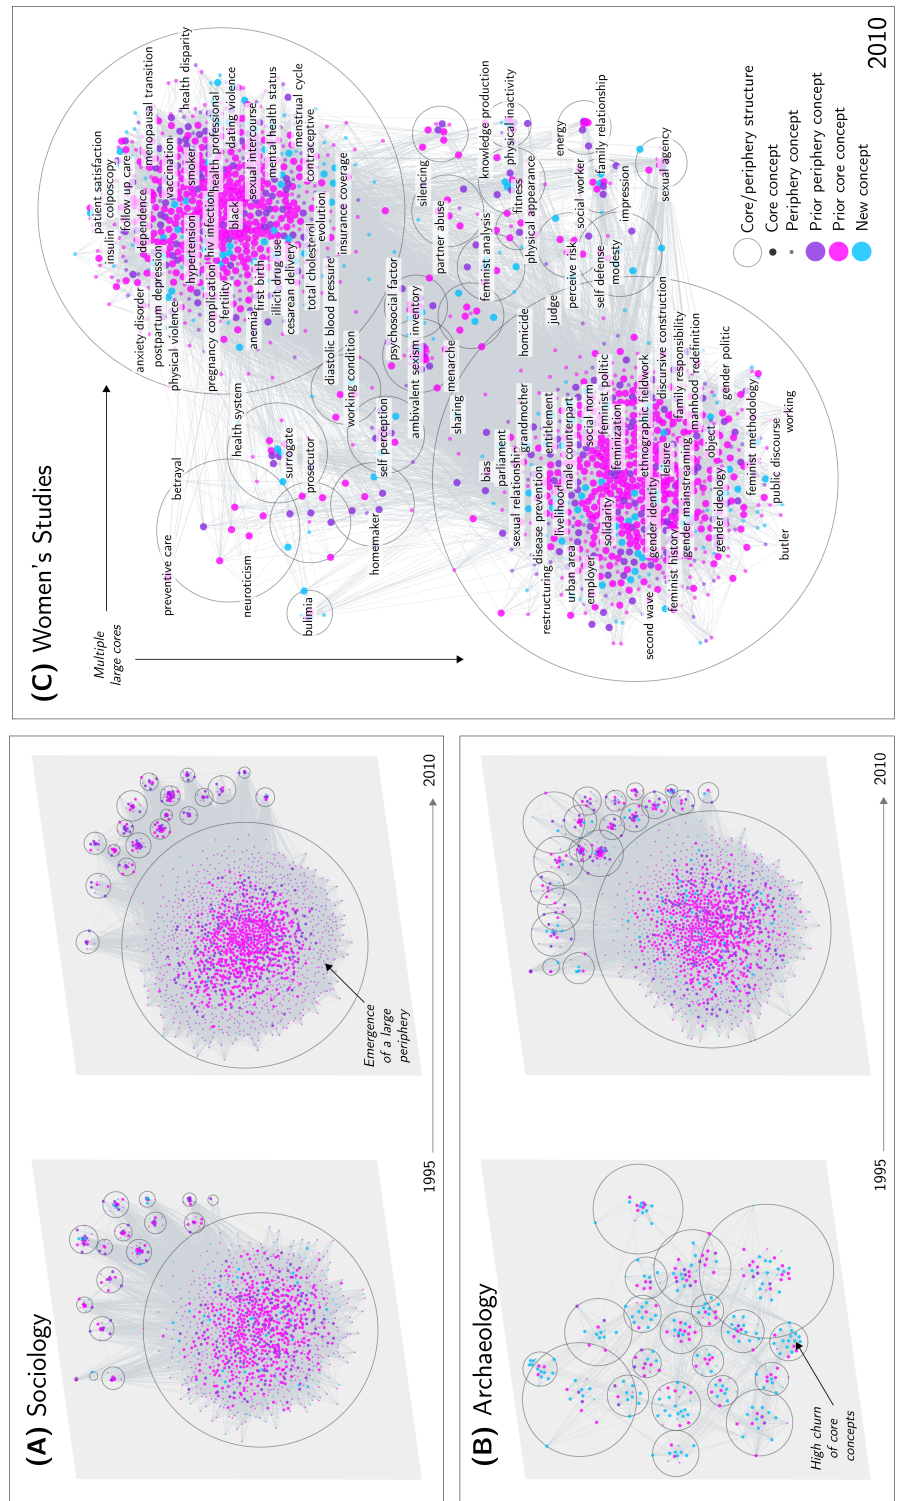 (A) Sociology
Emergence
of a large
periphery
1995
2010
(B) Archaeology
High churn
of core
concepts
1995
2010
(C) Women's Studies
Multiple
large cores
preventive care
betrayal
neuroticism
health system
surrogate
prosecutor
bulimia
homemaker
self perception
working condition
patient satisfaction
insulin
colposcopy
follow up care
menopausal transition
health disparity
anxiety disorder
dependence
vaccination
smoker
postpartum depression
physical violence
hypertension
hiv infection
health professional
dating violence
pregnancy complication
fertility
black
sexual intercourse
mental health status
menstrual cycle
anemia
first birth
illicit drug use
cesarean delivery
contraceptive
total cholesterol
evolution
diastolic blood pressure
insurance coverage
psychosocial factor
ambivalent sexism inventory
menarche
sharing
silencing
partner abuse
knowledge production
physical inactivity
feminist analysis
fitness
physical appearance
energy
social worker
family relationship
perceive risk
self defense
impression
modesty
sexual agency
homicide
judge
bias
parliament
sexual relationship
grandmother
disease prevention
entitlement
restructuring
livelihood
male counterpart
urban area
employer
social norm
solidarity
feminization
feminist politic
second wave
gender identity
ethnographic fieldwork
feminist history
leisure
discursive construction
gender mainstreaming
family responsibility
manhood redefinition
object
gender ideology
gender politic
feminist methodology
public discourse
butler
working
Core/periphery structure
Core concept
Periphery concept
Prior periphery concept
Prior core concept
New concept
2010